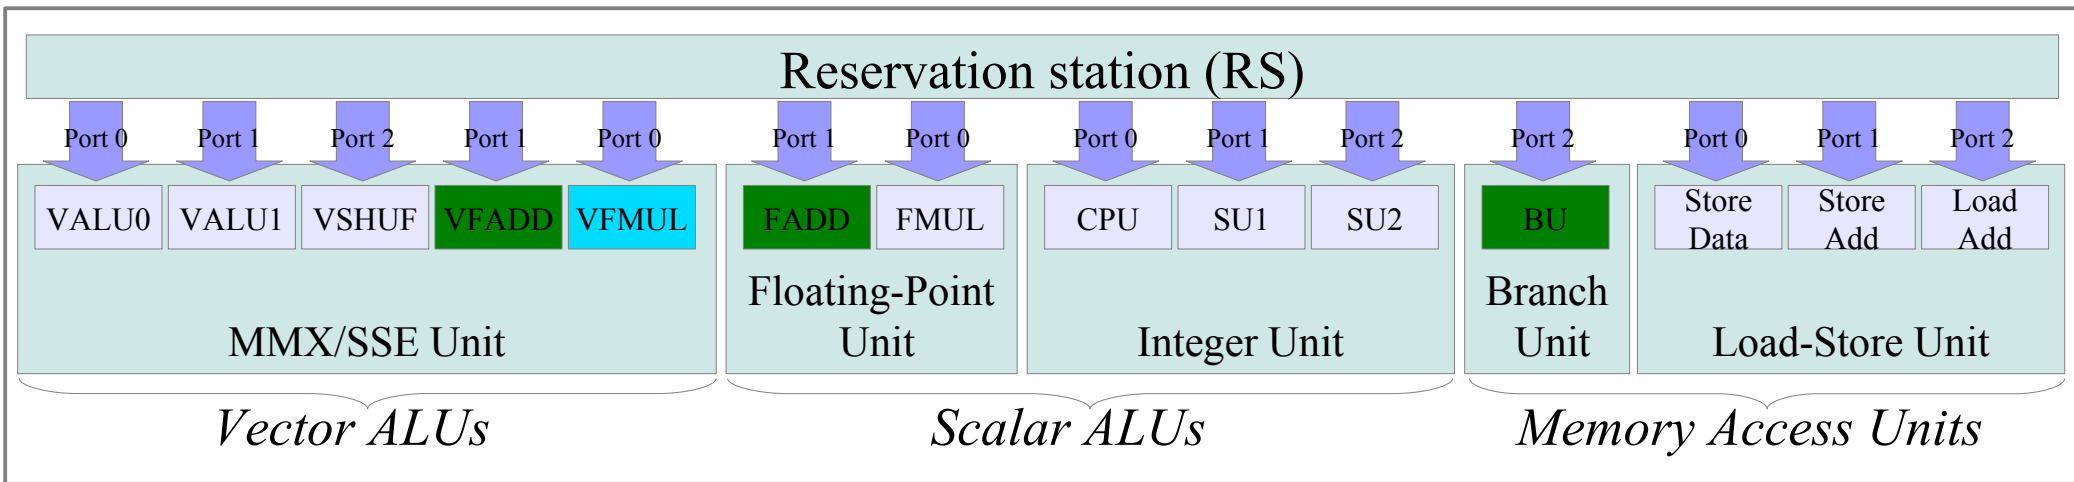 Reservation station (RS)
Port 0 Port 1 Port 2 Port 1 Port 0 Port 1 Port 0 Port 0 Port 1 Port 2 Port 2 Port 0 Port 1 Port 2
VALU0 VALU1 VSHUF VFADD VFMUL
MMX/SSE Unit
FADD FMUL
Floating-Point
Unit
CPU SU1 SU2
Integer Unit
BU
Branch
Unit
Store
Data
Store
Add
Load
Add
Load-Store Unit
Vector ALUs
Scalar ALUs
Memory Access Units